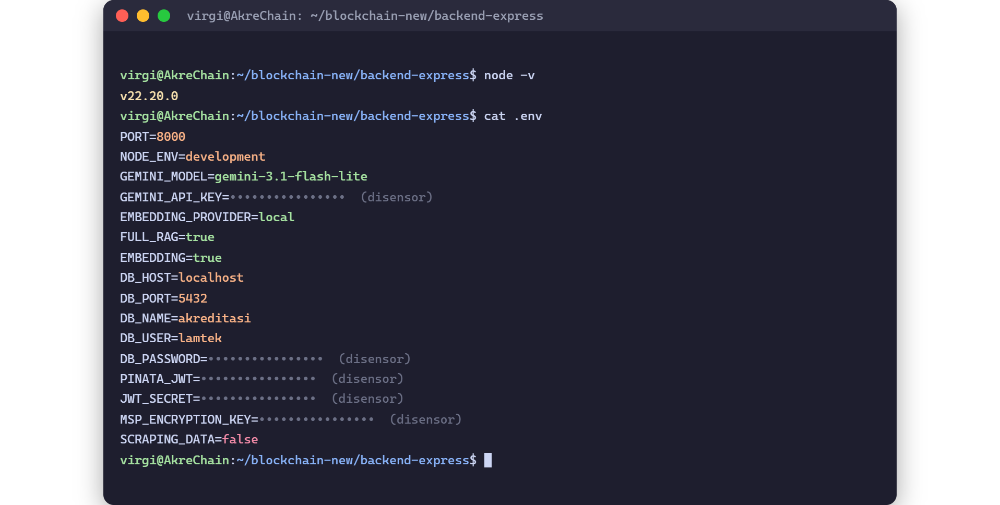 virgi@AkreChain: ~/blockchain-new/backend-express
virgi@AkreChain:~/blockchain-new/backend-express$ node -v
v22.20.0
virgi@AkreChain:~/blockchain-new/backend-express$ cat .env
PORT=8000
NODE_ENV=development
GEMINI_MODEL=gemini-3.1-flash-lite
GEMINI_API_KEY=•••••••••••••••• (disensor)
EMBEDDING_PROVIDER=local
FULL_RAG=true
EMBEDDING=true
DB_HOST=localhost
DB_PORT=5432
DB_NAME=akreditasi
DB_USER=lamtek
DB_PASSWORD=•••••••••••••••• (disensor)
PINATA_JWT=•••••••••••••••• (disensor)
JWT_SECRET=•••••••••••••••• (disensor)
MSP_ENCRYPTION_KEY=•••••••••••••••• (disensor)
SCRAPING_DATA=false
virgi@AkreChain:~/blockchain-new/backend-express$